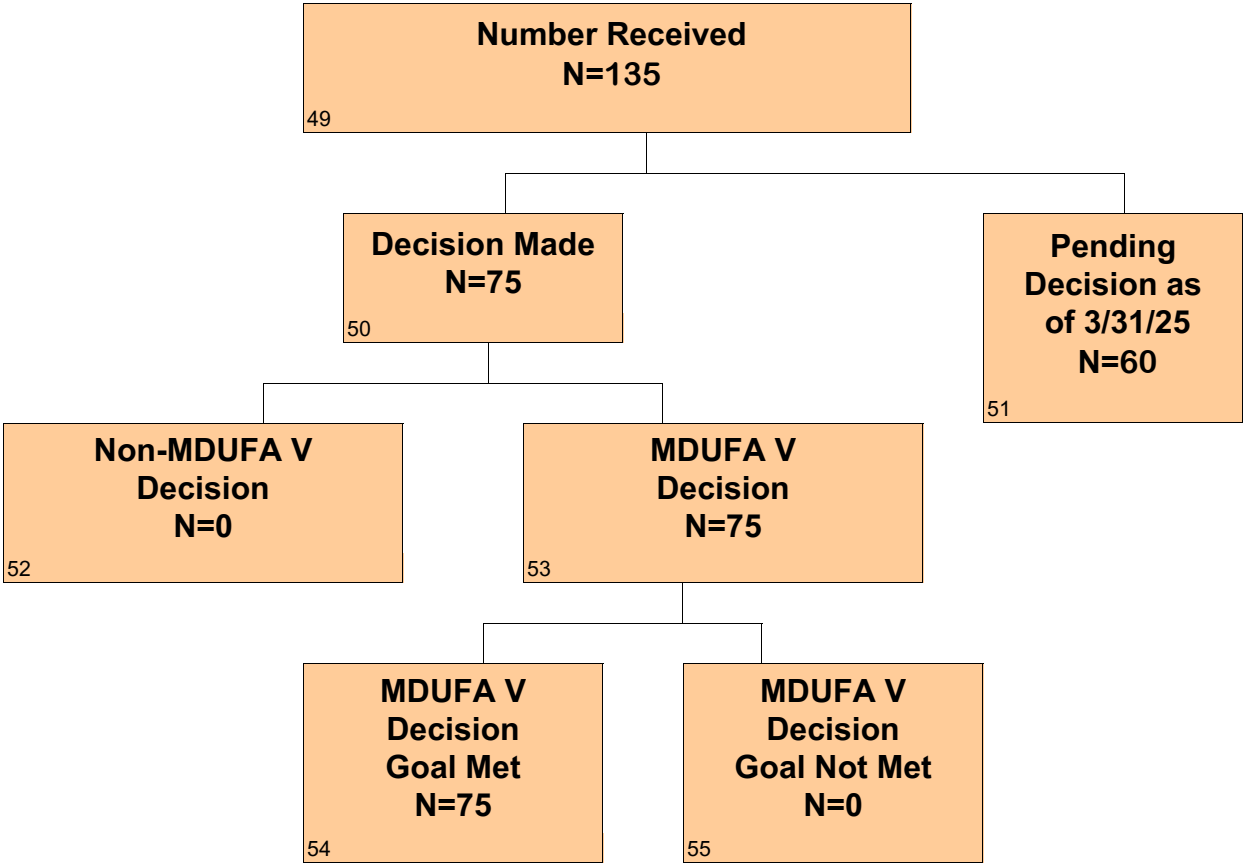 Number Received
N=135
49
Decision Made
N=75
50
Pending
Decision as
of 3/31/25
N=60
51
Non-MDUFA V
Decision
N=0
52
MDUFA V
Decision
N=75
53
MDUFA V
Decision
Goal Met
N=75
54
MDUFA V
Decision
Goal Not Met
N=0
55